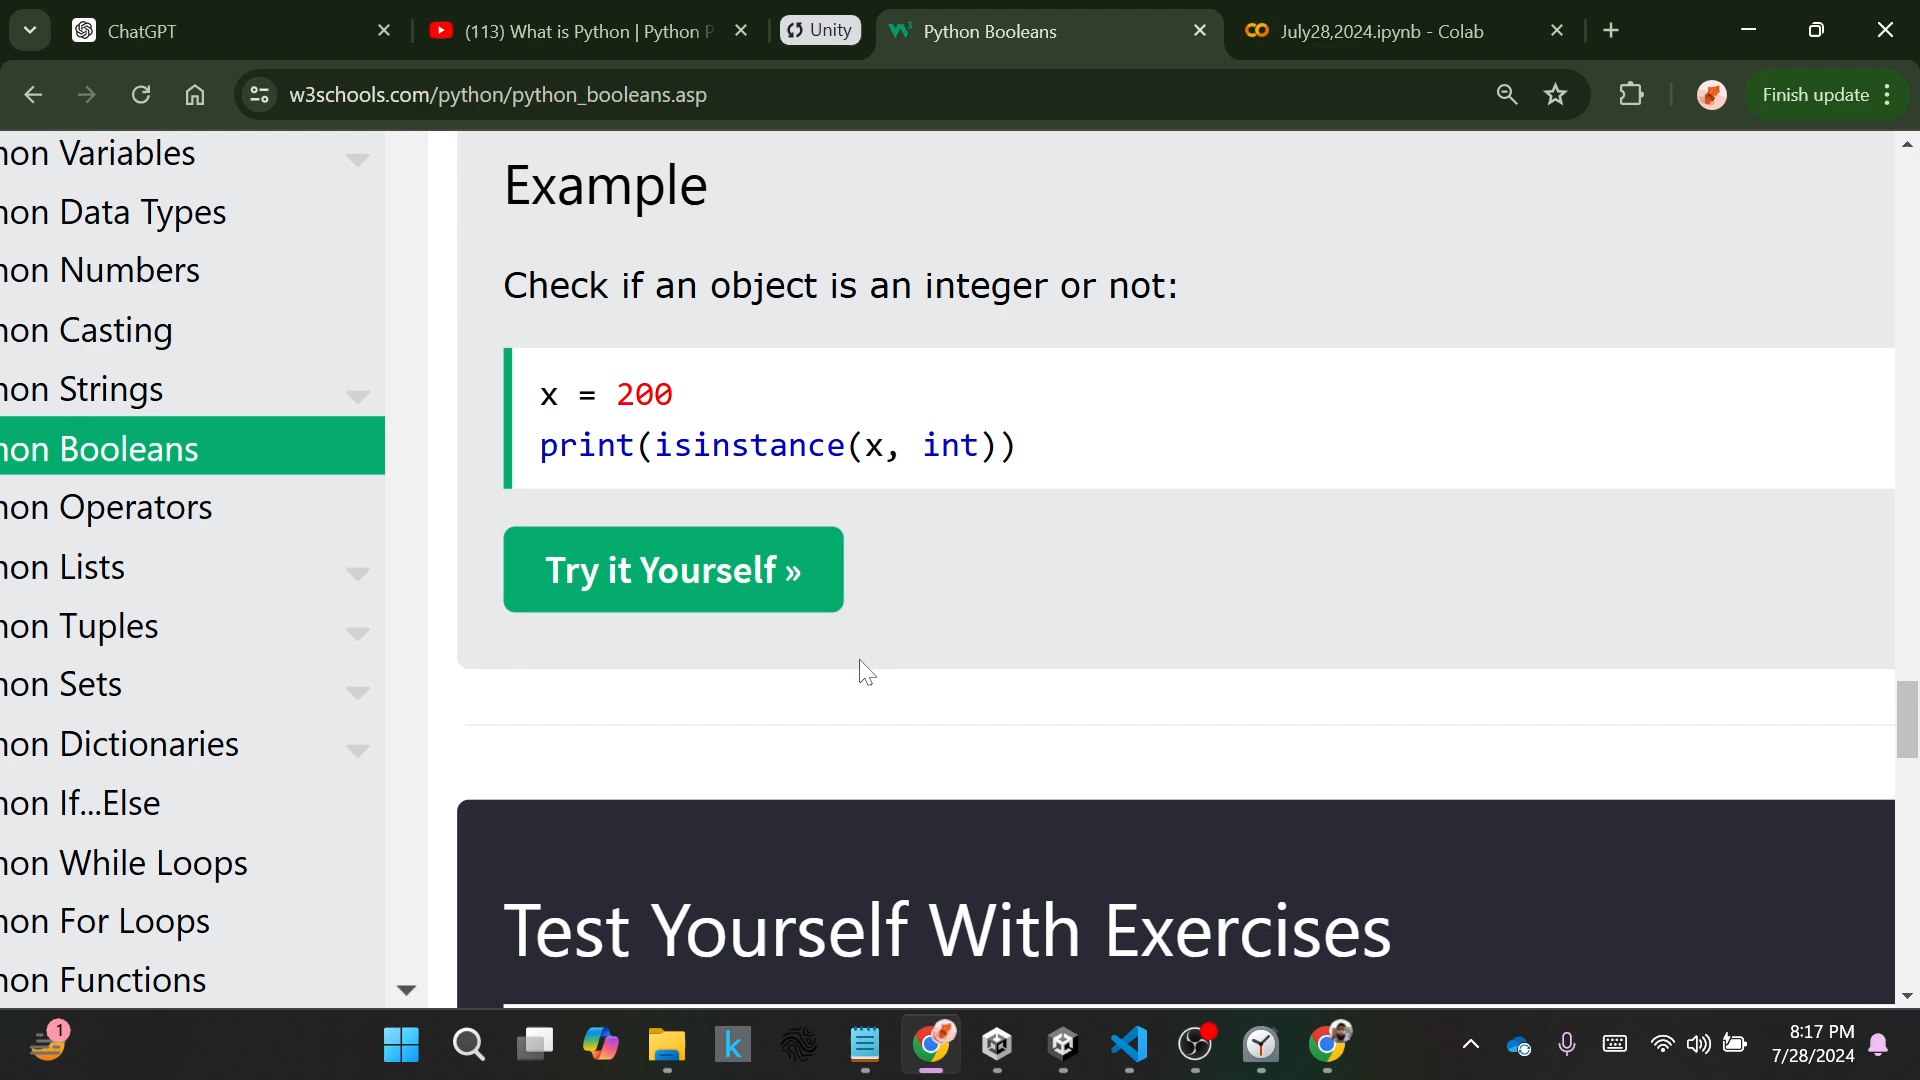 ChatGPT
(113) What is Python | Python P
Unity
Python Booleans
July28,2024.ipynb - Colab
w3schools.com/python/python_booleans.asp
Finish update
hon Variables
hon Data Types
hon Numbers
hon Casting
hon Strings
hon Booleans
hon Operators
hon Lists
hon Tuples
hon Sets
hon Dictionaries
hon If...Else
hon While Loops
hon For Loops
hon Functions
Example
Check if an object is an integer or not:
x = 200
print(isinstance(x, int))
Try it Yourself »
Test Yourself With Exercises
1
k
8:17 PM
7/28/2024